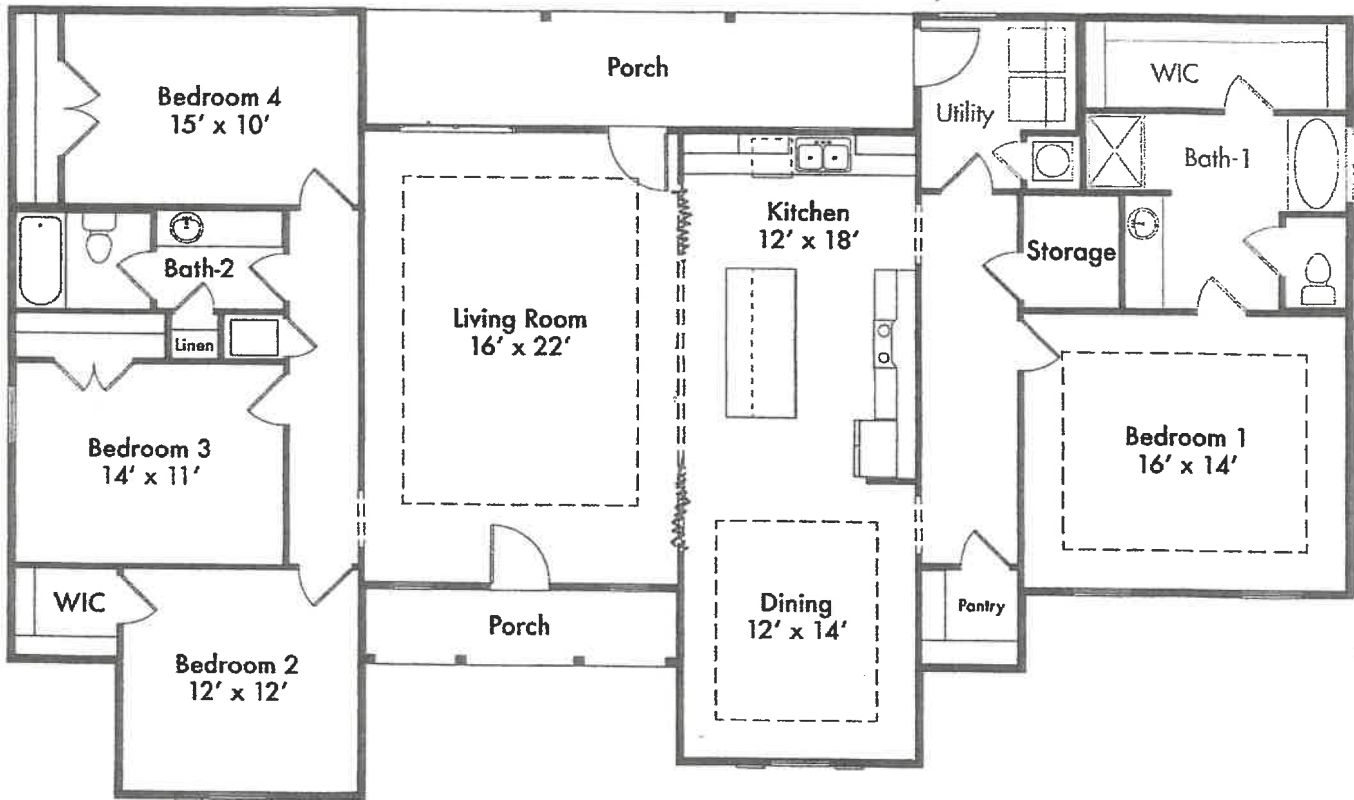 Porch
WIC
Bedroom 4
15' x 10'
Utility
Bath-1
Kitchen
12' x 18'
Storage
Bath-2
Living Room
16' x 22'
Linen
Bedroom 3
14' x 11'
Bedroom 1
16' x 14'
WIC
Porch
Dining
12' x 14'
Pantry
Bedroom 2
12' x 12'